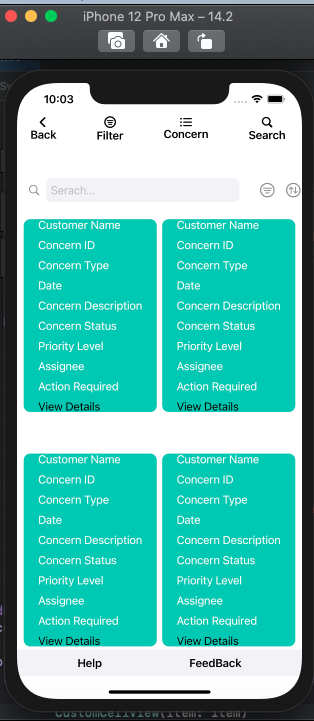 iPhone 12 Pro Max – 14.2
10:03
Back Filter Concern Search
Serach...
Customer Name Customer Name
Concern ID Concern ID
Concern Type Concern Type
Date Date
Concern Description Concern Description
Concern Status Concern Status
Priority Level Priority Level
Assignee Assignee
Action Required Action Required
View Details View Details
Customer Name Customer Name
Concern ID Concern ID
Concern Type Concern Type
Date Date
Concern Description Concern Description
Concern Status Concern Status
Priority Level Priority Level
Assignee Assignee
Action Required Action Required
View Details View Details
Help FeedBack
CustomCellView(item: item)